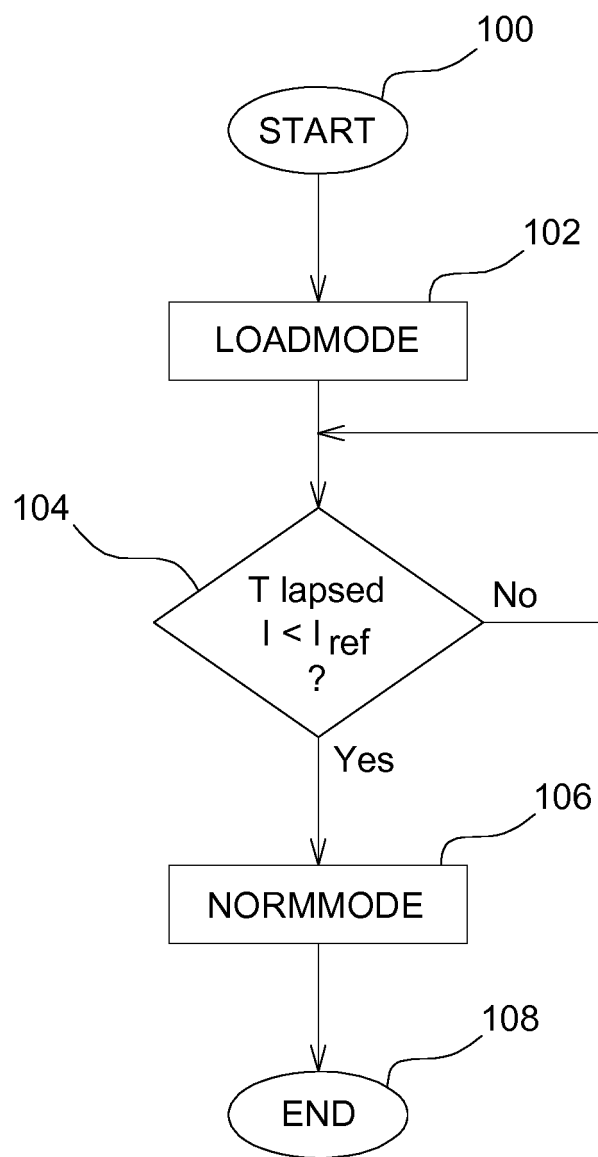 100
START
102
LOADMODE
104
T lapsed
I < I ref
?
No
Yes
106
NORMMODE
108
END